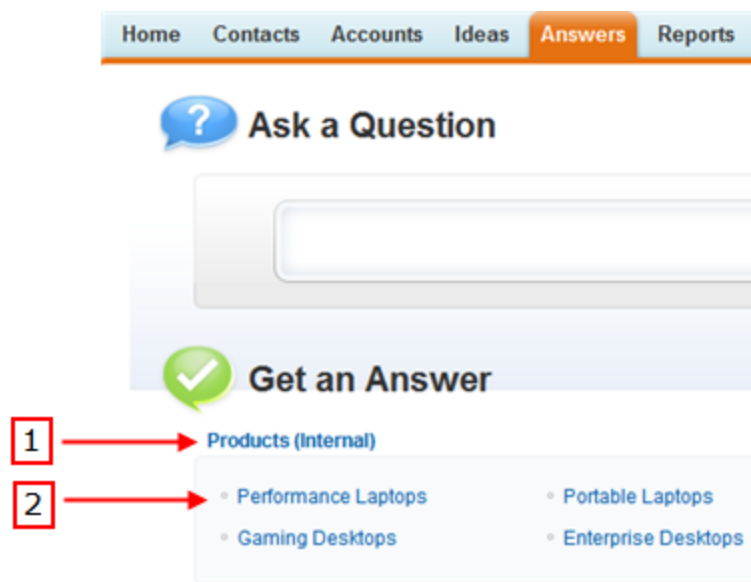 Home Contacts Accounts Ideas Answers Reports
? Ask a Question
Get an Answer
1 Products (Internal)
2 Performance Laptops Portable Laptops
Gaming Desktops Enterprise Desktops